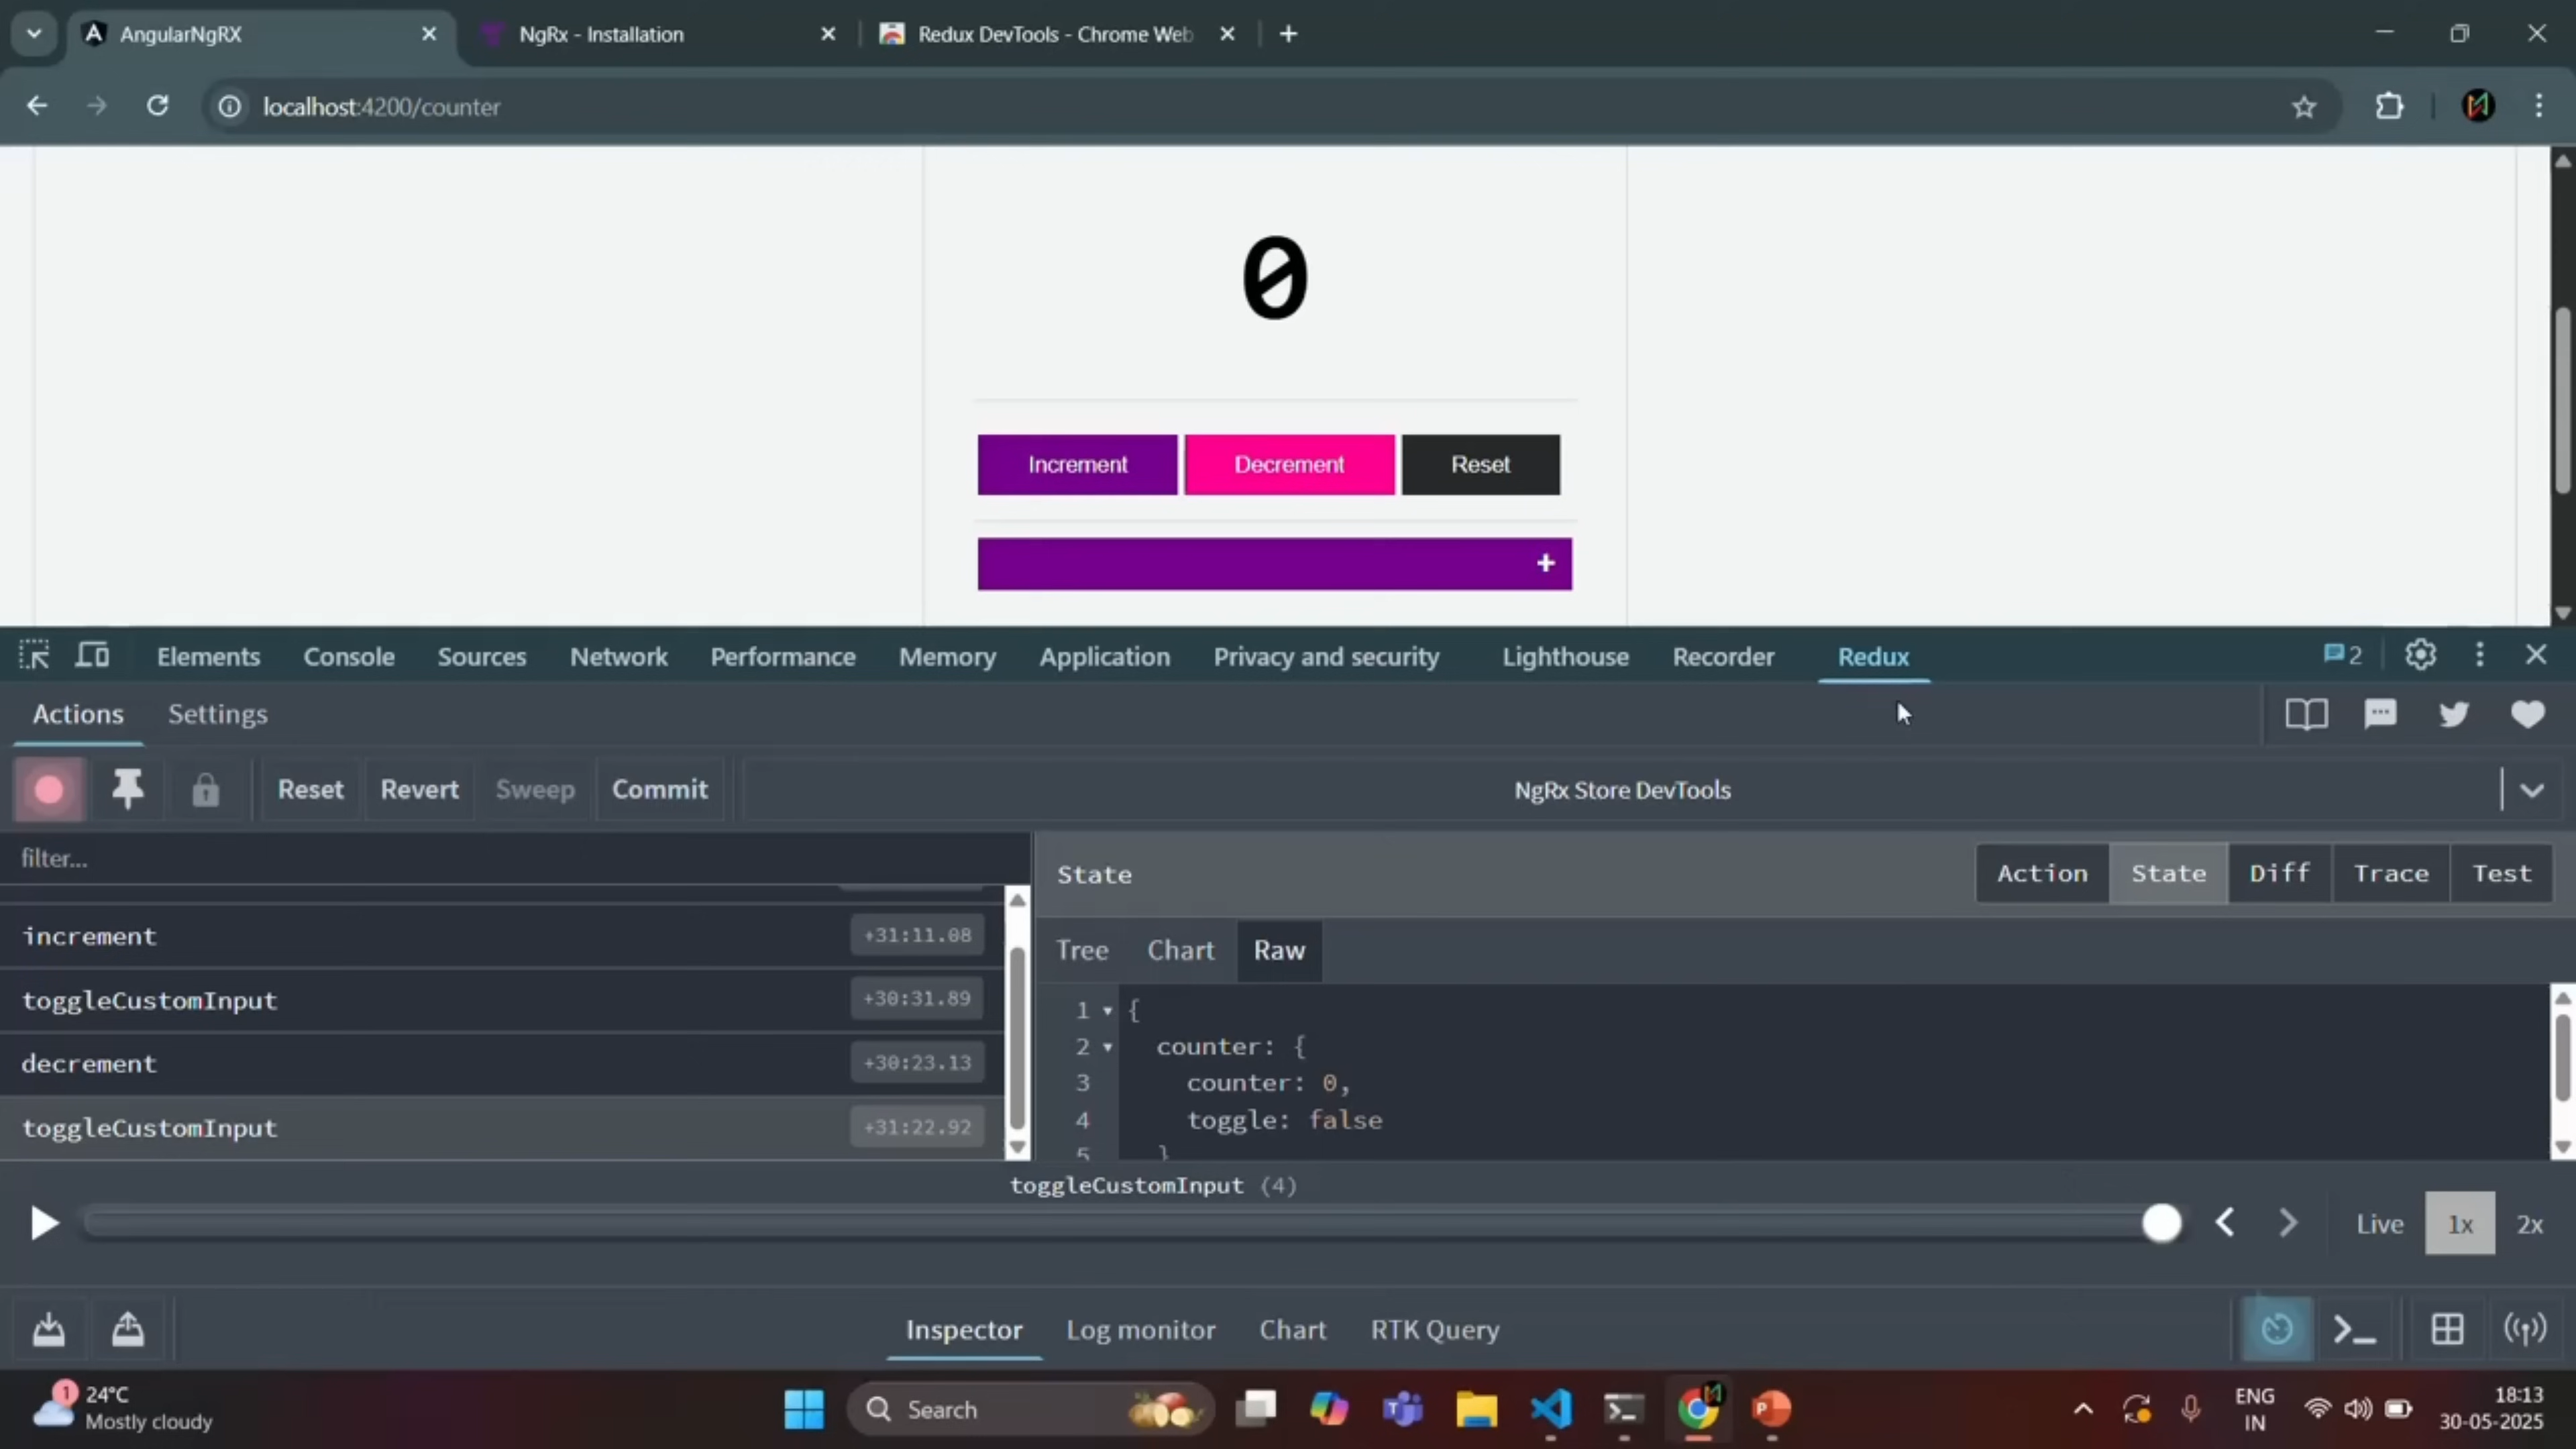 AngularNgRX
NgRx - Installation
Redux DevTools - Chrome Web
localhost:4200/counter
0
Increment
Decrement
Reset
+
Elements
Console
Sources
Network
Performance
Memory
Application
Privacy and security
Lighthouse
Recorder
Redux
2
Actions
Settings
Reset
Revert
Sweep
Commit
NgRx Store DevTools
filter...
State
Action
State
Diff
Trace
Test
increment
+31:11.08
toggleCustomInput
+30:31.89
decrement
+30:23.13
toggleCustomInput
+31:22.92
Tree
Chart
Raw
1 {
2 counter: {
3 counter: 0,
4 toggle: false
5 }
toggleCustomInput (4)
Live
1x
2x
Inspector
Log monitor
Chart
RTK Query
1
24°C
Mostly cloudy
Search
ENG
IN
18:13
30-05-2025